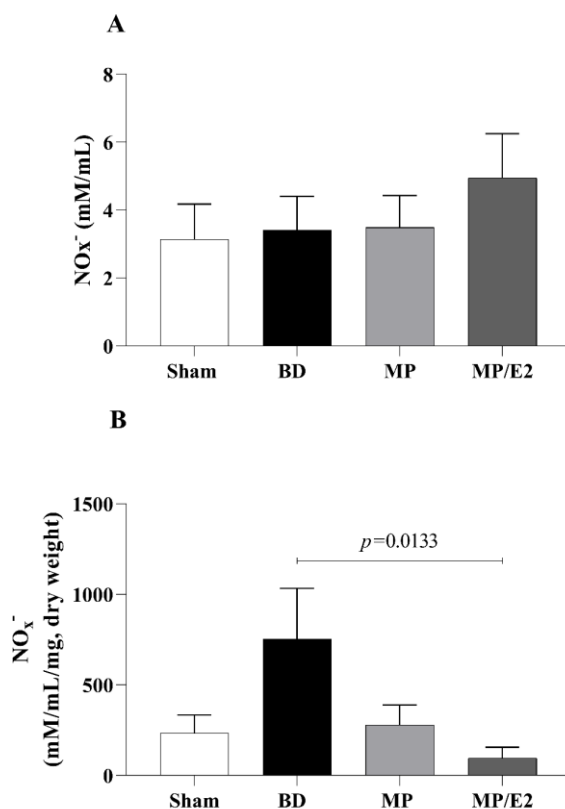 A
NOx⁻ (mM/mL)
8
6
4
2
0
Sham BD MP MP/E2
B
NOₓ⁻
(mM/mL/mg, dry weight)
1500
1000
500
0
p=0.0133
Sham BD MP MP/E2